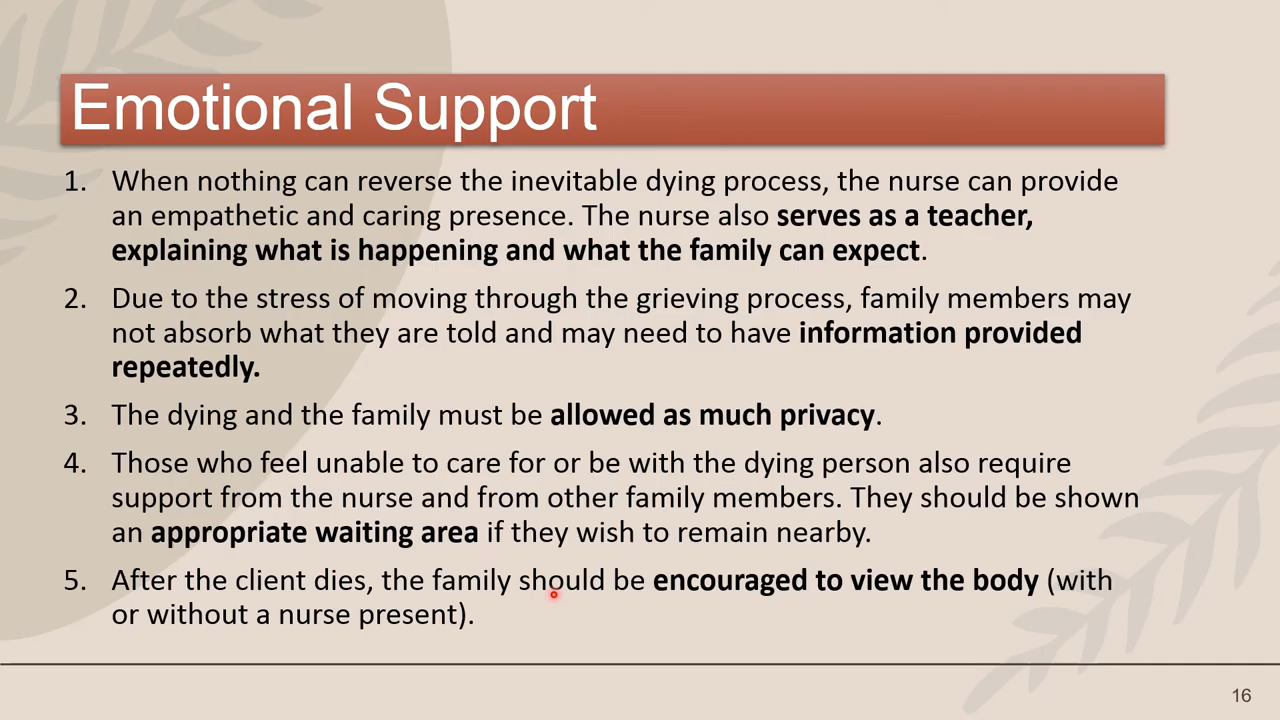 Emotional Support
1. When nothing can reverse the inevitable dying process, the nurse can provide
an empathetic and caring presence. The nurse also serves as a teacher,
explaining what is happening and what the family can expect.
2. Due to the stress of moving through the grieving process, family members may
not absorb what they are told and may need to have information provided
repeatedly.
3. The dying and the family must be allowed as much privacy.
4. Those who feel unable to care for or be with the dying person also require
support from the nurse and from other family members. They should be shown
an appropriate waiting area if they wish to remain nearby.
5. After the client dies, the family should be encouraged to view the body (with
or without a nurse present).
16